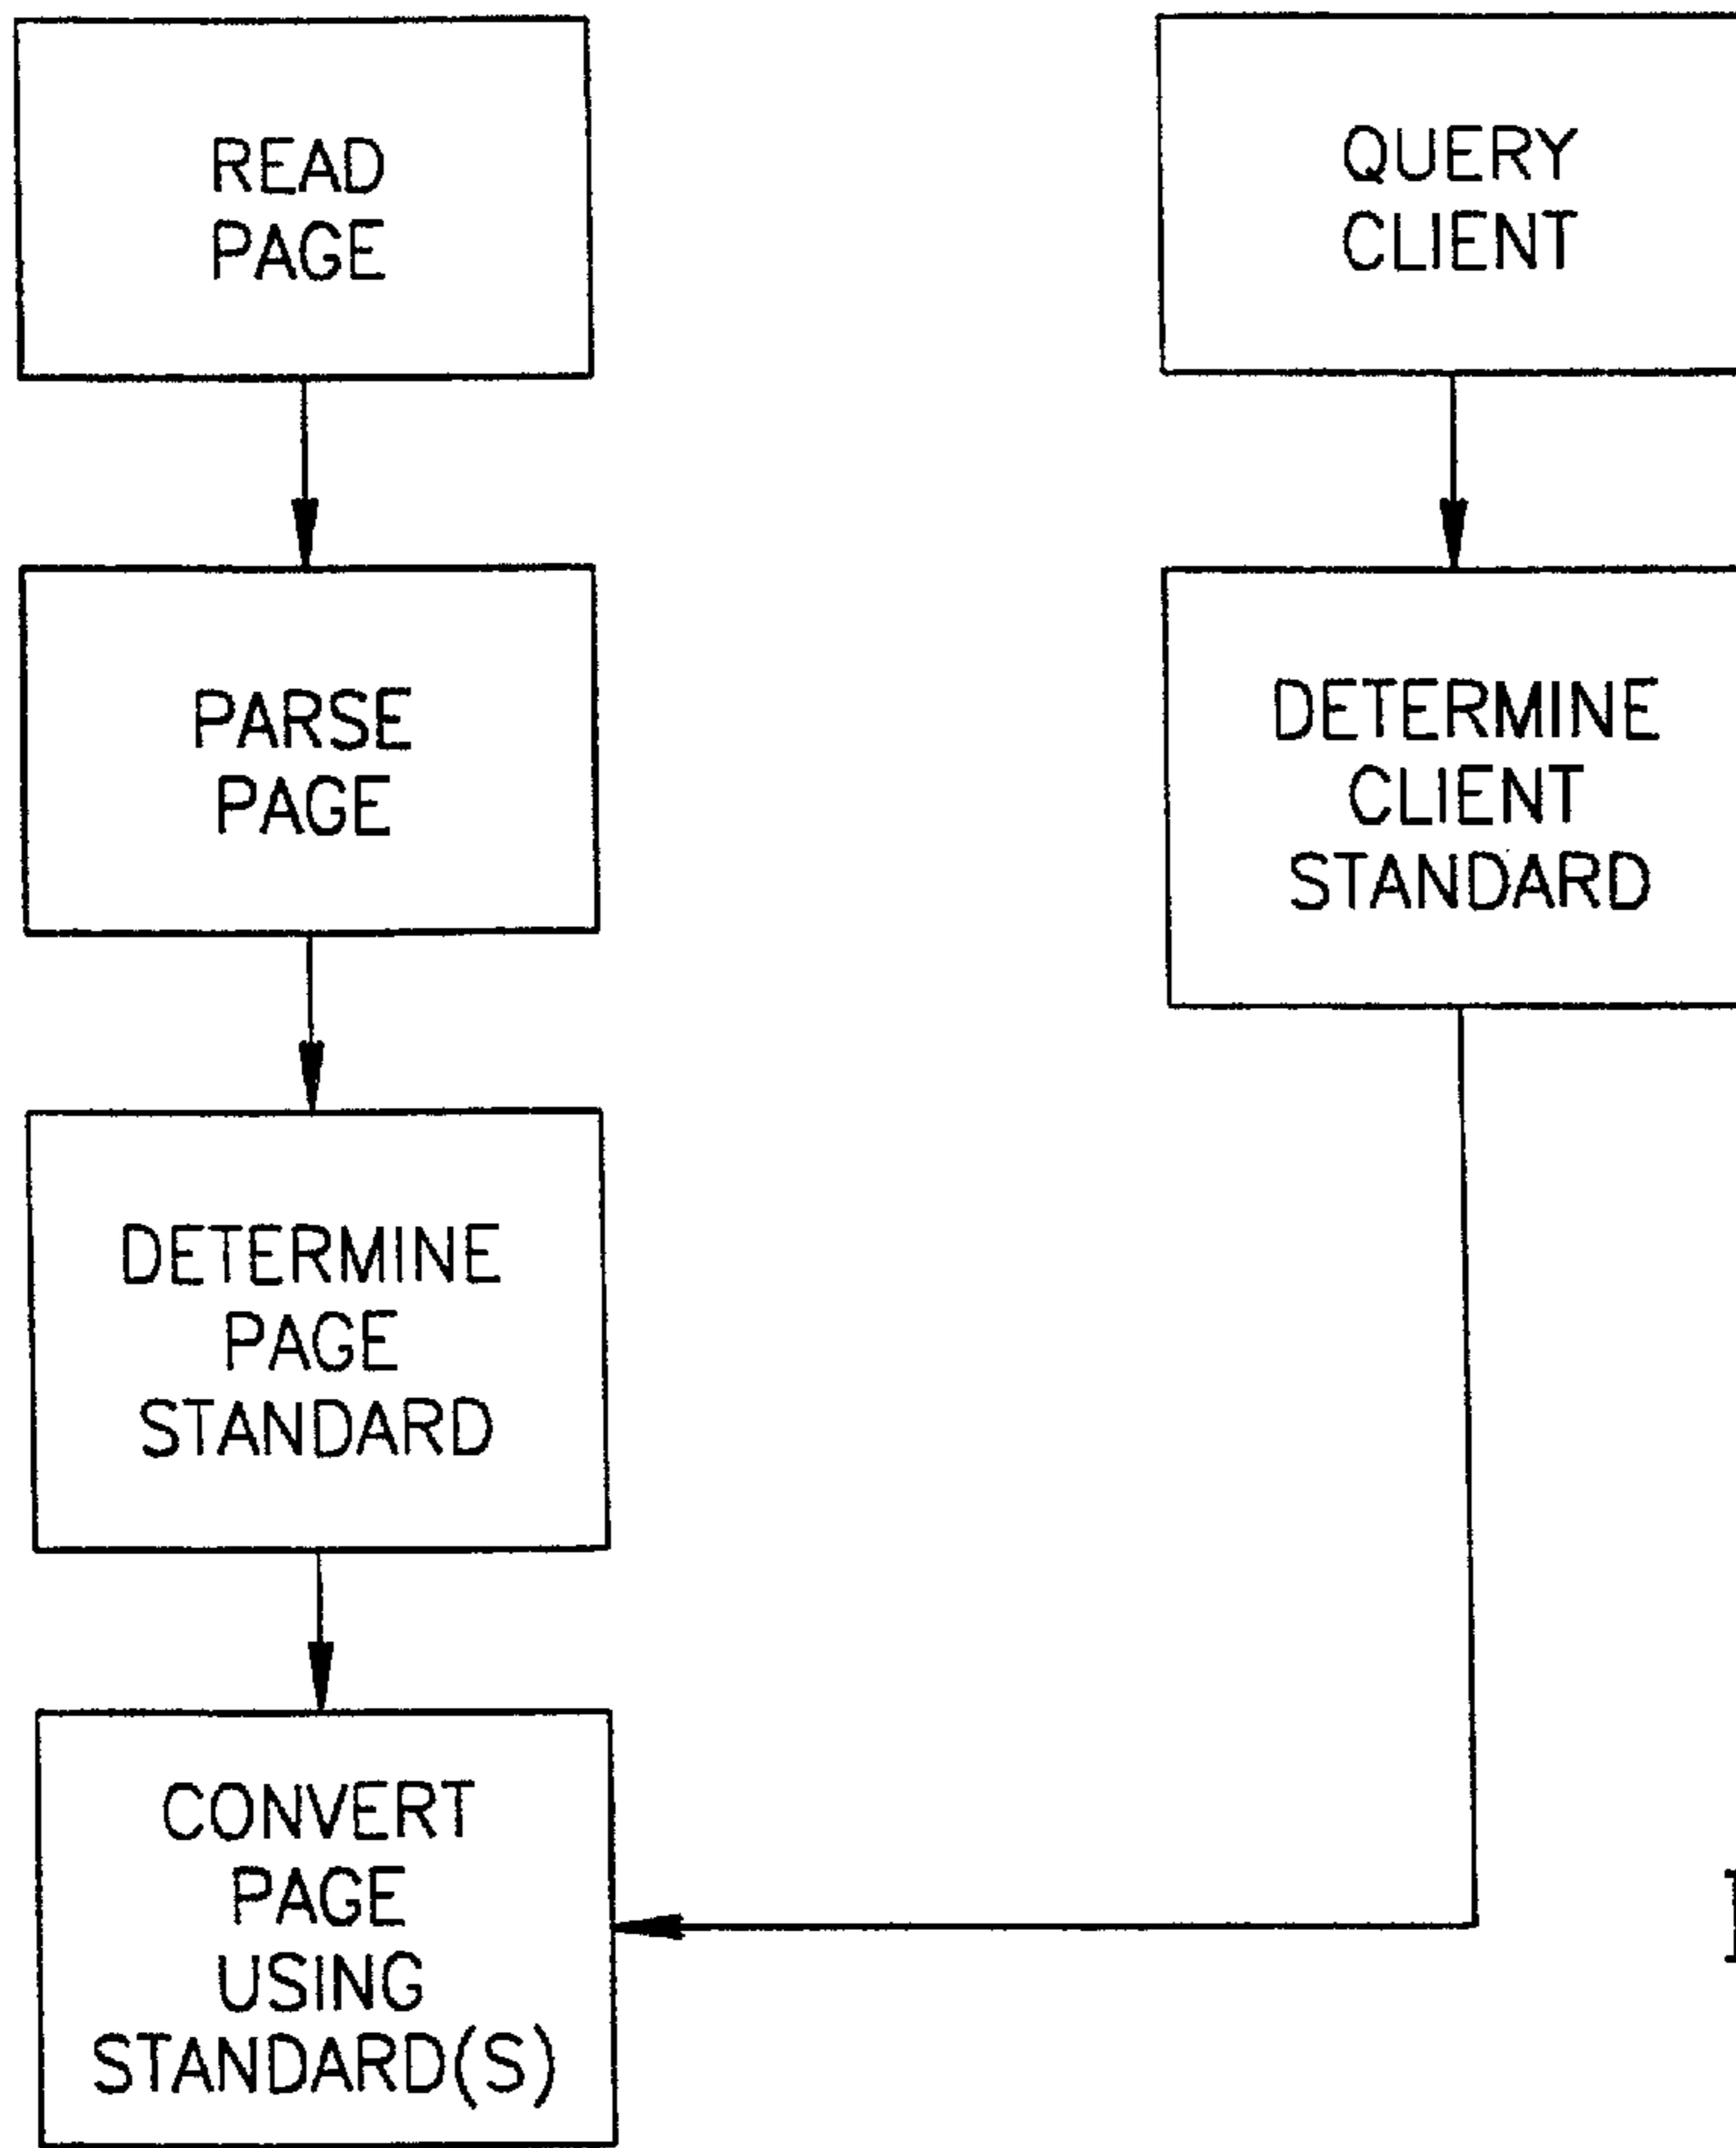 READ
PAGE
QUERY
CLIENT
PARSE
PAGE
DETERMINE
CLIENT
STANDARD
DETERMINE
PAGE
STANDARD
CONVERT
PAGE
USING
STANDARD(S)